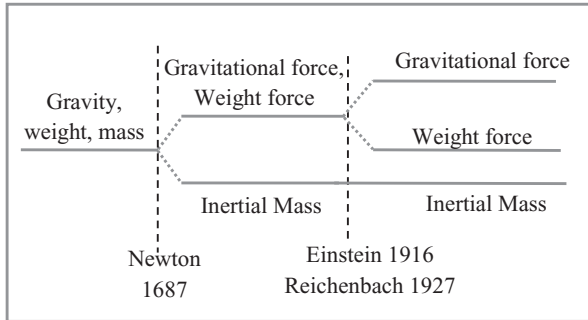 Gravity,
weight, mass
Gravitational force,
Weight force
Inertial Mass
Gravitational force
Weight force
Inertial Mass
Newton
1687
Einstein 1916
Reichenbach 1927